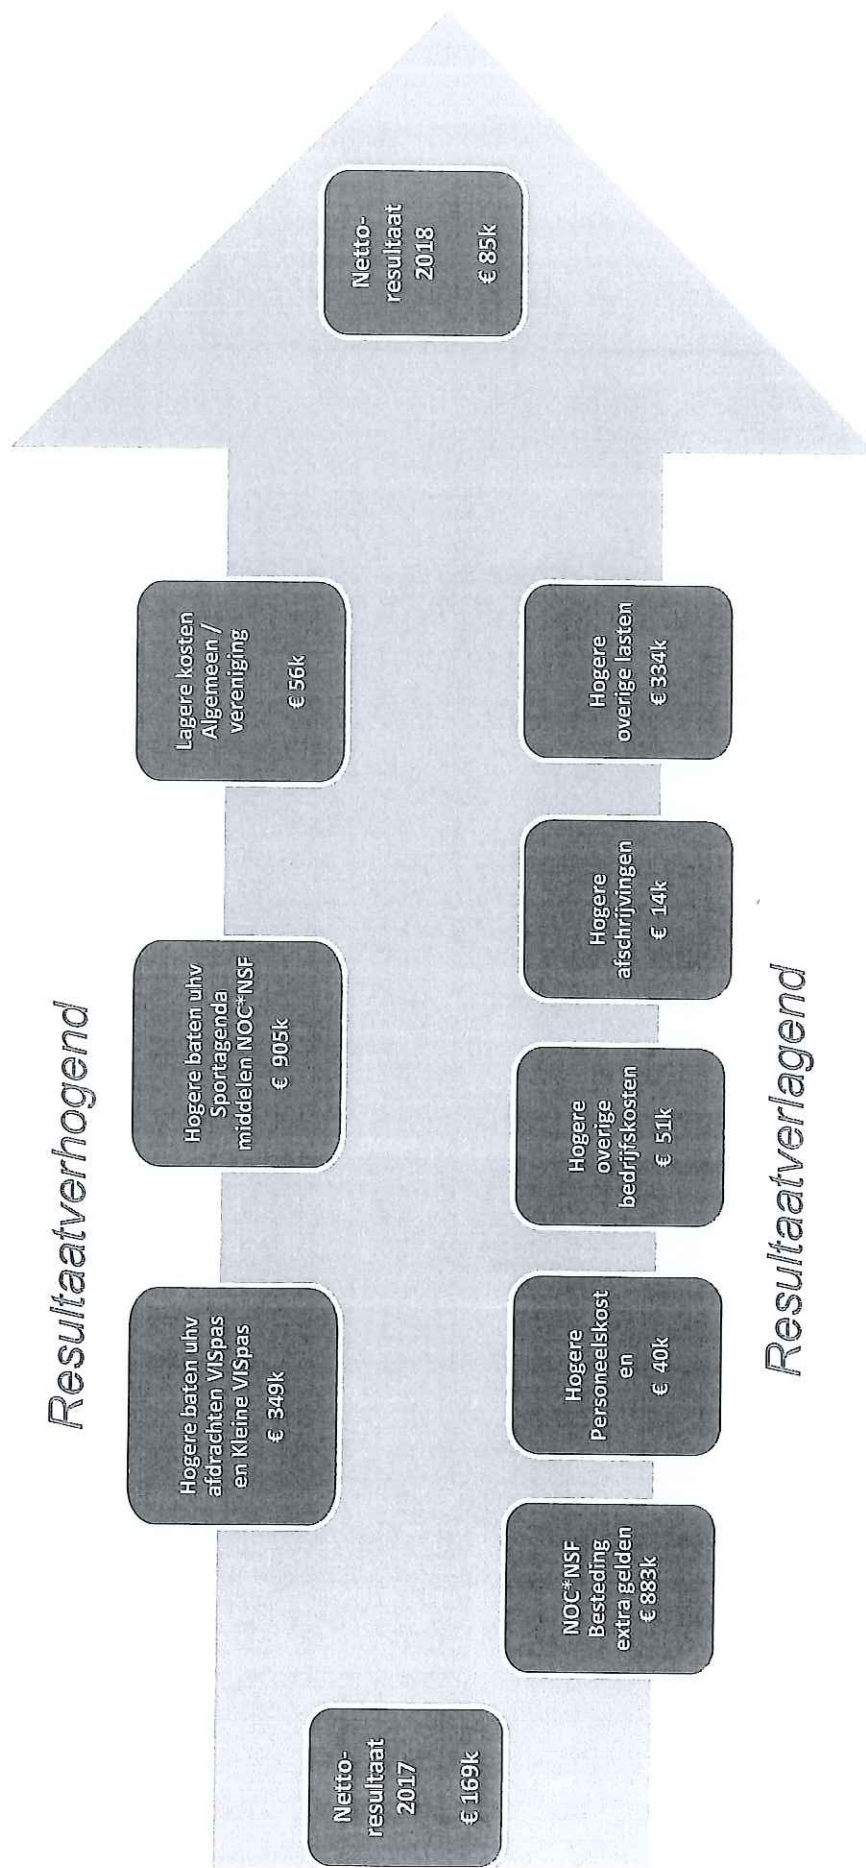 Resultaatverhogend
Netto-
resultaat
2017
€ 169k
Hogere baten uhv
afdrachten VISpas
en Kleine VISpas
€ 349k
Hogere baten uhv
Sportagenda
middelen NOC*NSF
€ 905k
Lagere kosten
Algemeen /
vereniging
€ 56k
Netto-
resultaat
2018
€ 85k
NOC*NSF
Besteding
extra gelden
€ 883k
Hogere
Personeelskost
en
€ 40k
Hogere
overige
bedrijfskosten
€ 51k
Hogere
afschrijvingen
€ 14k
Hogere
overige lasten
€ 334k
Resultaatverlagend